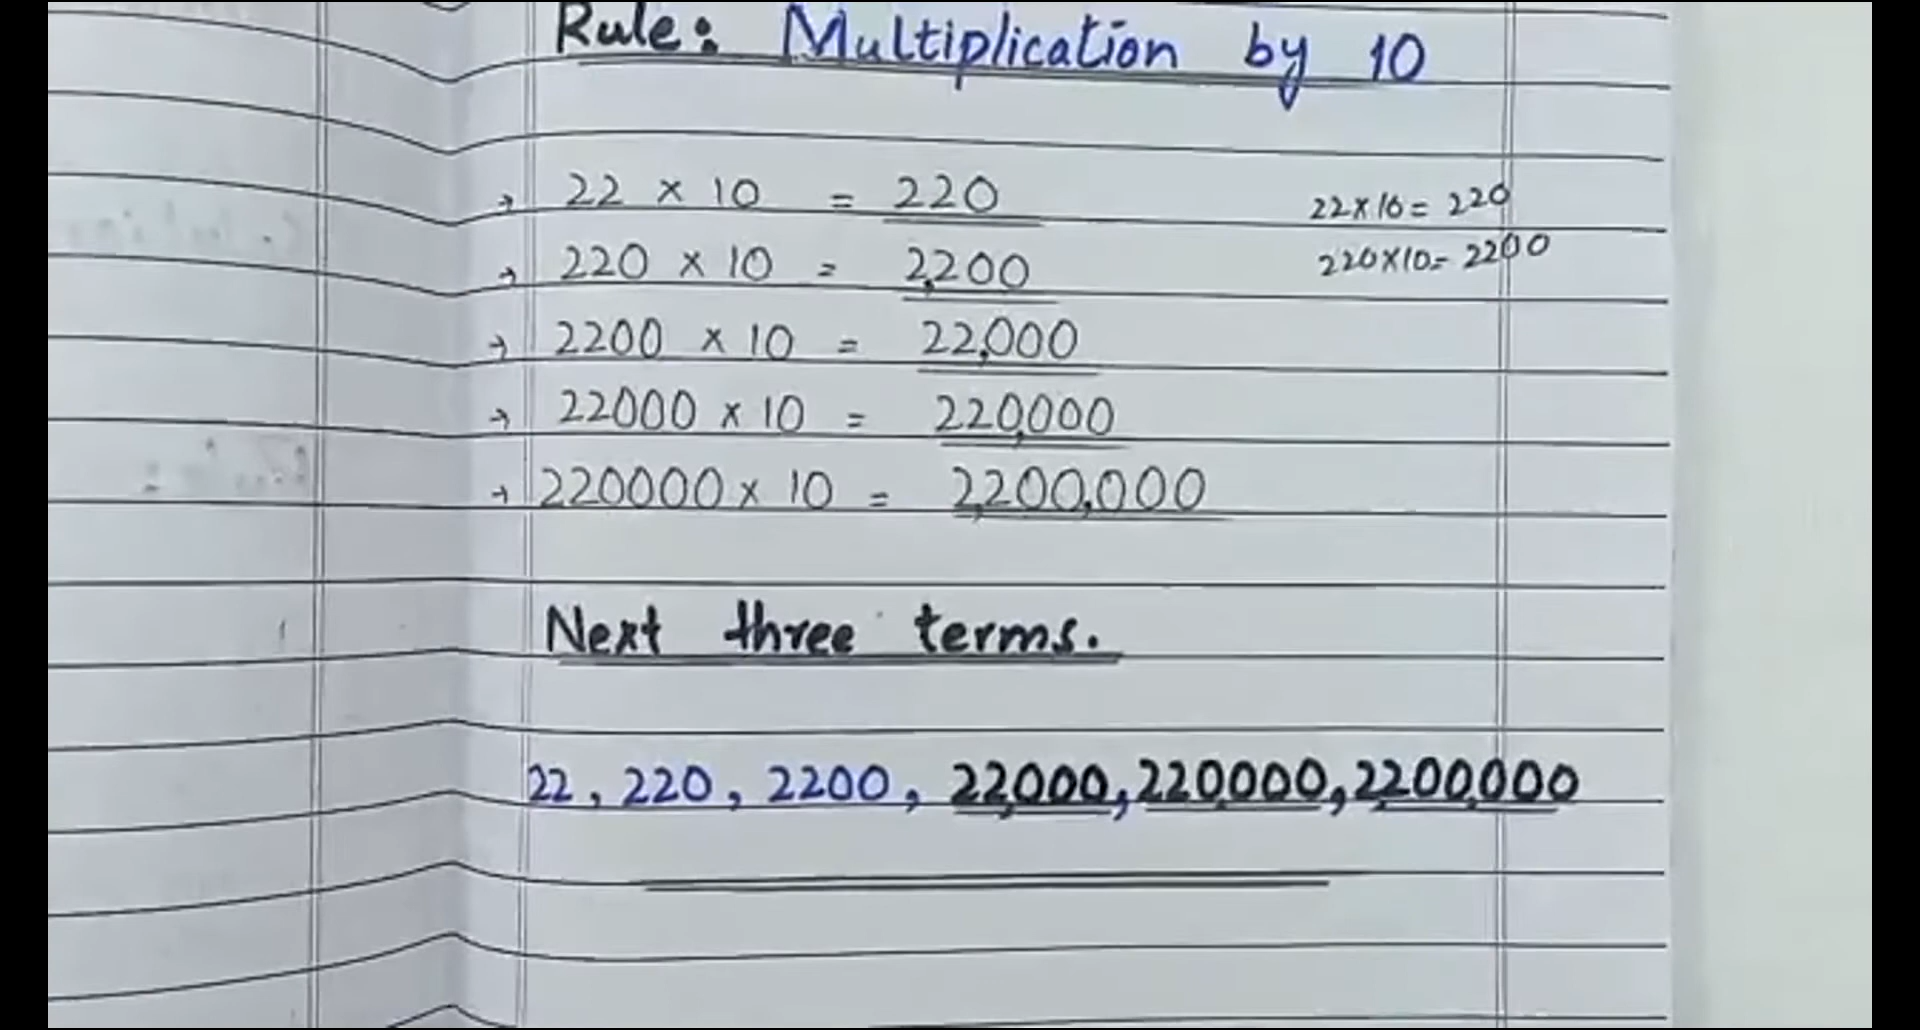 Rule: Multiplication by 10
→ 22 × 10 = 220 22×10= 220
→ 220 × 10 = 2,200 220×10= 2200
→ 2200 × 10 = 22,000
→ 22000 × 10 = 220,000
→ 220000 × 10 = 2,200,000
Next three terms.
22, 220, 2200, 22,000, 220,000, 2,200,000